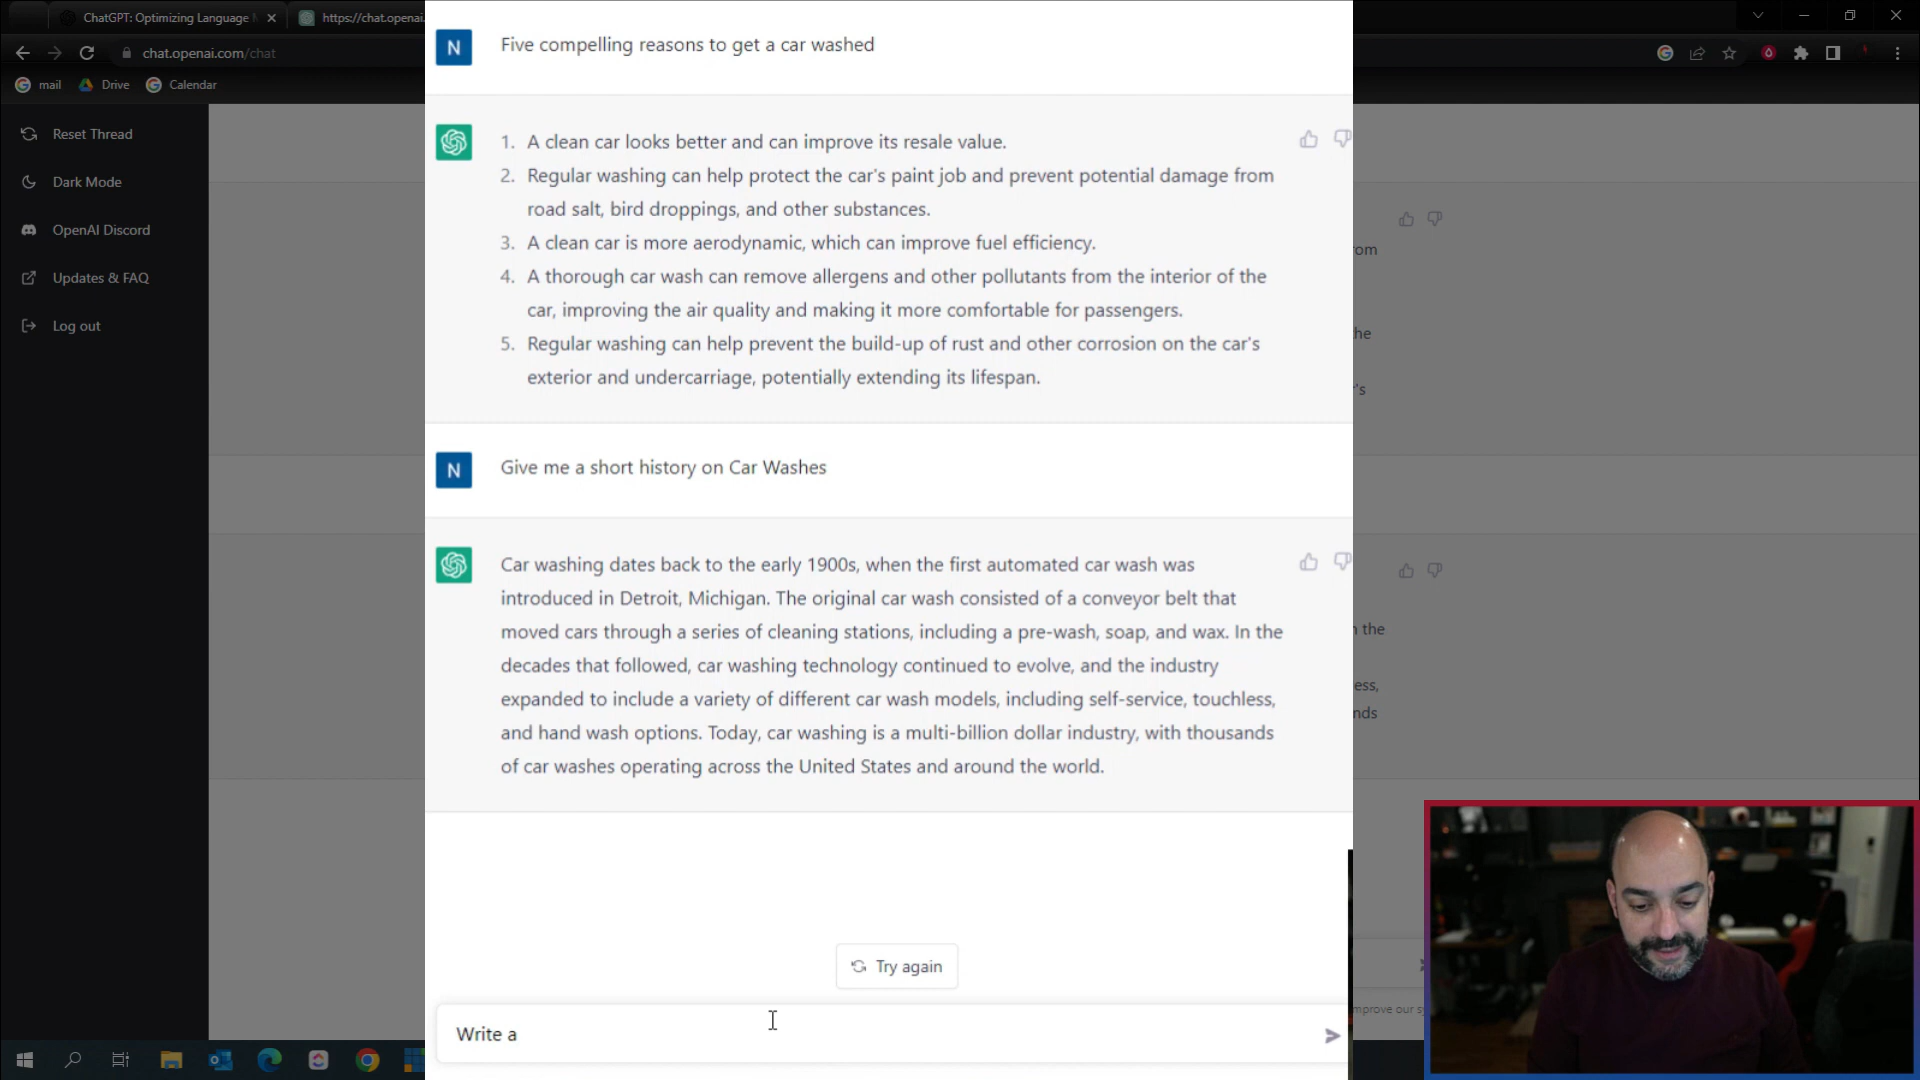 ChatGPT: Optimizing Language
https://chat.openai.
chat.openai.com/chat
mail
Drive
Calendar
Reset Thread
Dark Mode
OpenAI Discord
Updates & FAQ
Log out
N
Five compelling reasons to get a car washed
1. A clean car looks better and can improve its resale value.
2. Regular washing can help protect the car's paint job and prevent potential damage from
road salt, bird droppings, and other substances.
3. A clean car is more aerodynamic, which can improve fuel efficiency.
4. A thorough car wash can remove allergens and other pollutants from the interior of the
car, improving the air quality and making it more comfortable for passengers.
5. Regular washing can help prevent the build-up of rust and other corrosion on the car's
exterior and undercarriage, potentially extending its lifespan.
N
Give me a short history on Car Washes
Car washing dates back to the early 1900s, when the first automated car wash was
introduced in Detroit, Michigan. The original car wash consisted of a conveyor belt that
moved cars through a series of cleaning stations, including a pre-wash, soap, and wax. In the
decades that followed, car washing technology continued to evolve, and the industry
expanded to include a variety of different car wash models, including self-service, touchless,
and hand wash options. Today, car washing is a multi-billion dollar industry, with thousands
of car washes operating across the United States and around the world.
Try again
Write a
om
he
's
the
ess,
nds
improve our